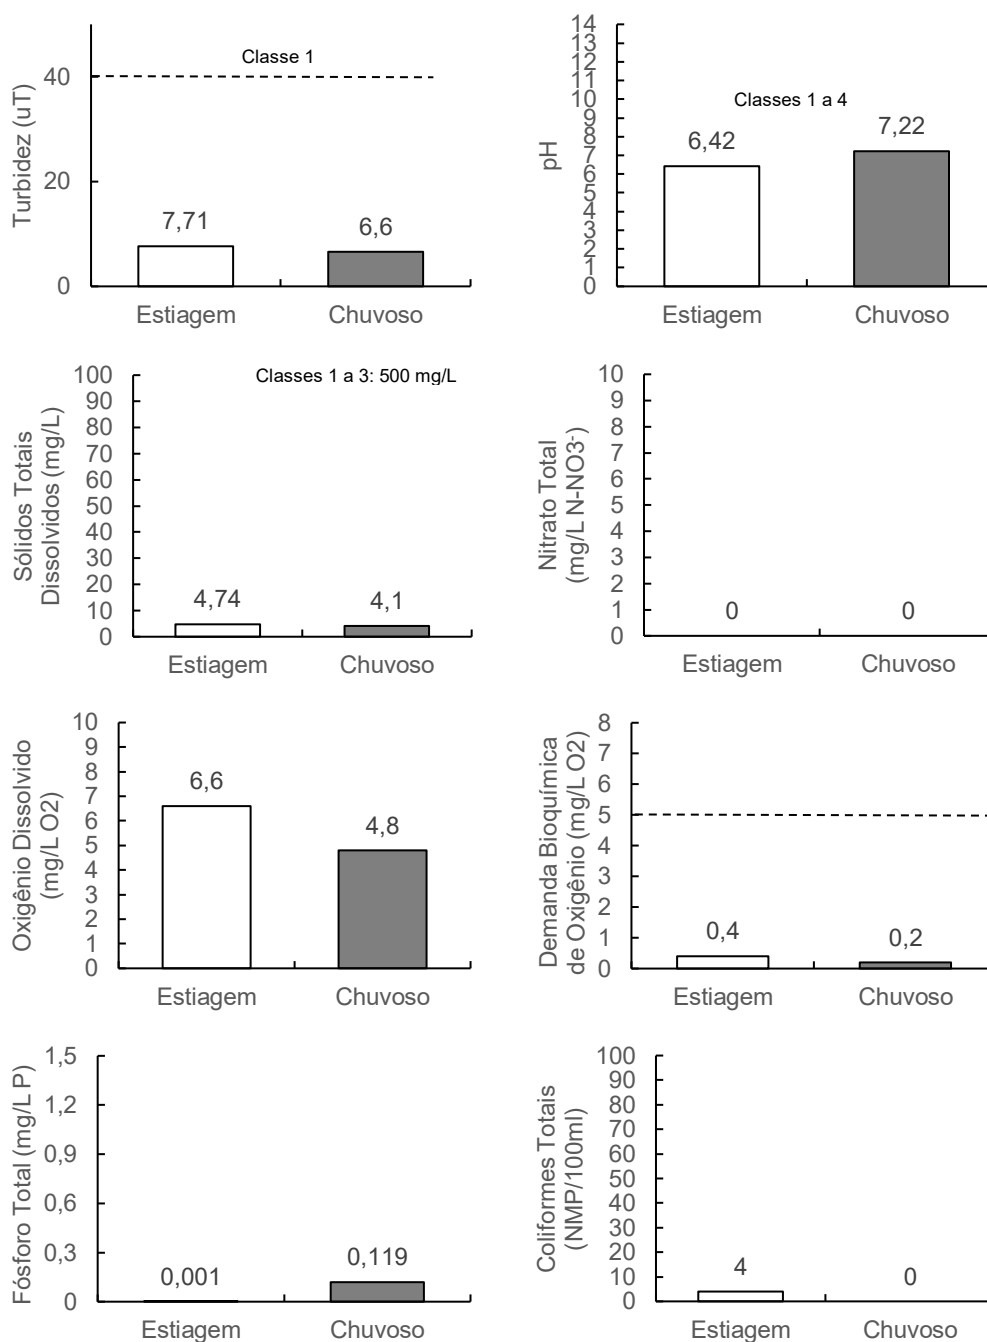 Turbidez (uT)
40
20
0
Classe 1
7,71
6,6
Estiagem
Chuvoso
pH
14
13
12
11
10
9
8
7
6
5
4
3
2
1
0
Classes 1 a 4
6,42
7,22
Estiagem
Chuvoso
Sólidos Totais
Dissolvidos (mg/L)
100
90
80
70
60
50
40
30
20
10
0
Classes 1 a 3: 500 mg/L
4,74
4,1
Estiagem
Chuvoso
Nitrato Total
(mg/L N-NO3-)
10
9
8
7
6
5
4
3
2
1
0
0
0
Estiagem
Chuvoso
Oxigênio Dissolvido
(mg/L O2)
10
9
8
7
6
5
4
3
2
1
0
6,6
4,8
Estiagem
Chuvoso
Demanda Bioquímica
de Oxigênio (mg/L O2)
8
7
6
5
4
3
2
1
0
0,4
0,2
Estiagem
Chuvoso
Fósforo Total (mg/L P)
1,5
1,2
0,9
0,6
0,3
0
0,001
0,119
Estiagem
Chuvoso
Coliformes Totais
(NMP/100ml)
100
90
80
70
60
50
40
30
20
10
0
4
0
Estiagem
Chuvoso